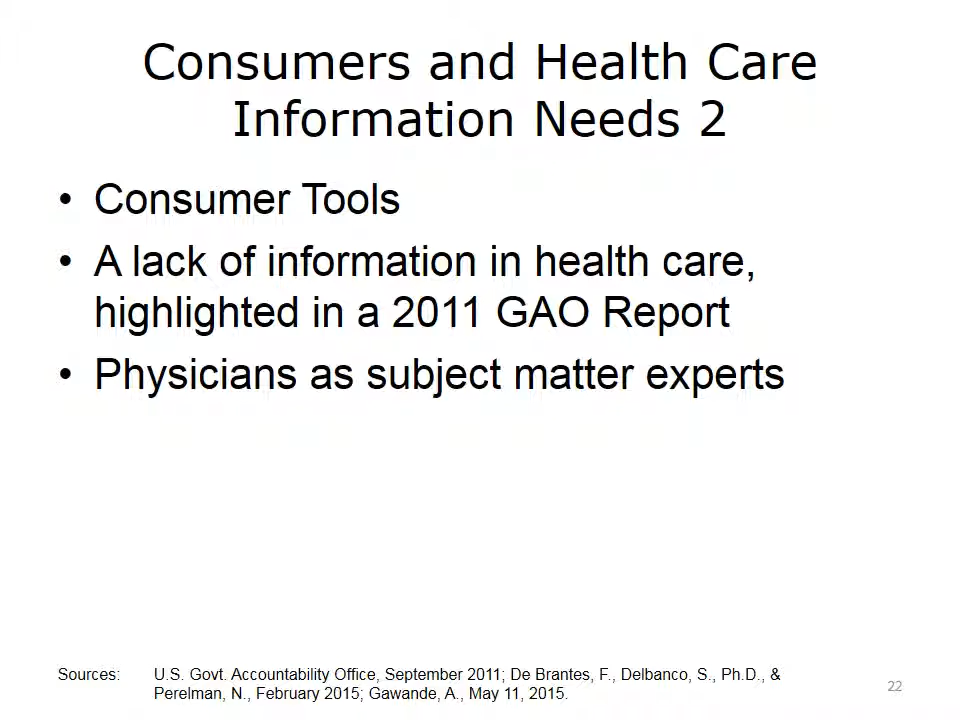 Consumers and Health Care
Information Needs 2
• Consumer Tools
• A lack of information in health care,
highlighted in a 2011 GAO Report
• Physicians as subject matter experts
Sources: U.S. Govt. Accountability Office, September 2011; De Brantes, F., Delbanco, S., Ph.D., &
Perelman, N., February 2015; Gawande, A., May 11, 2015.
22